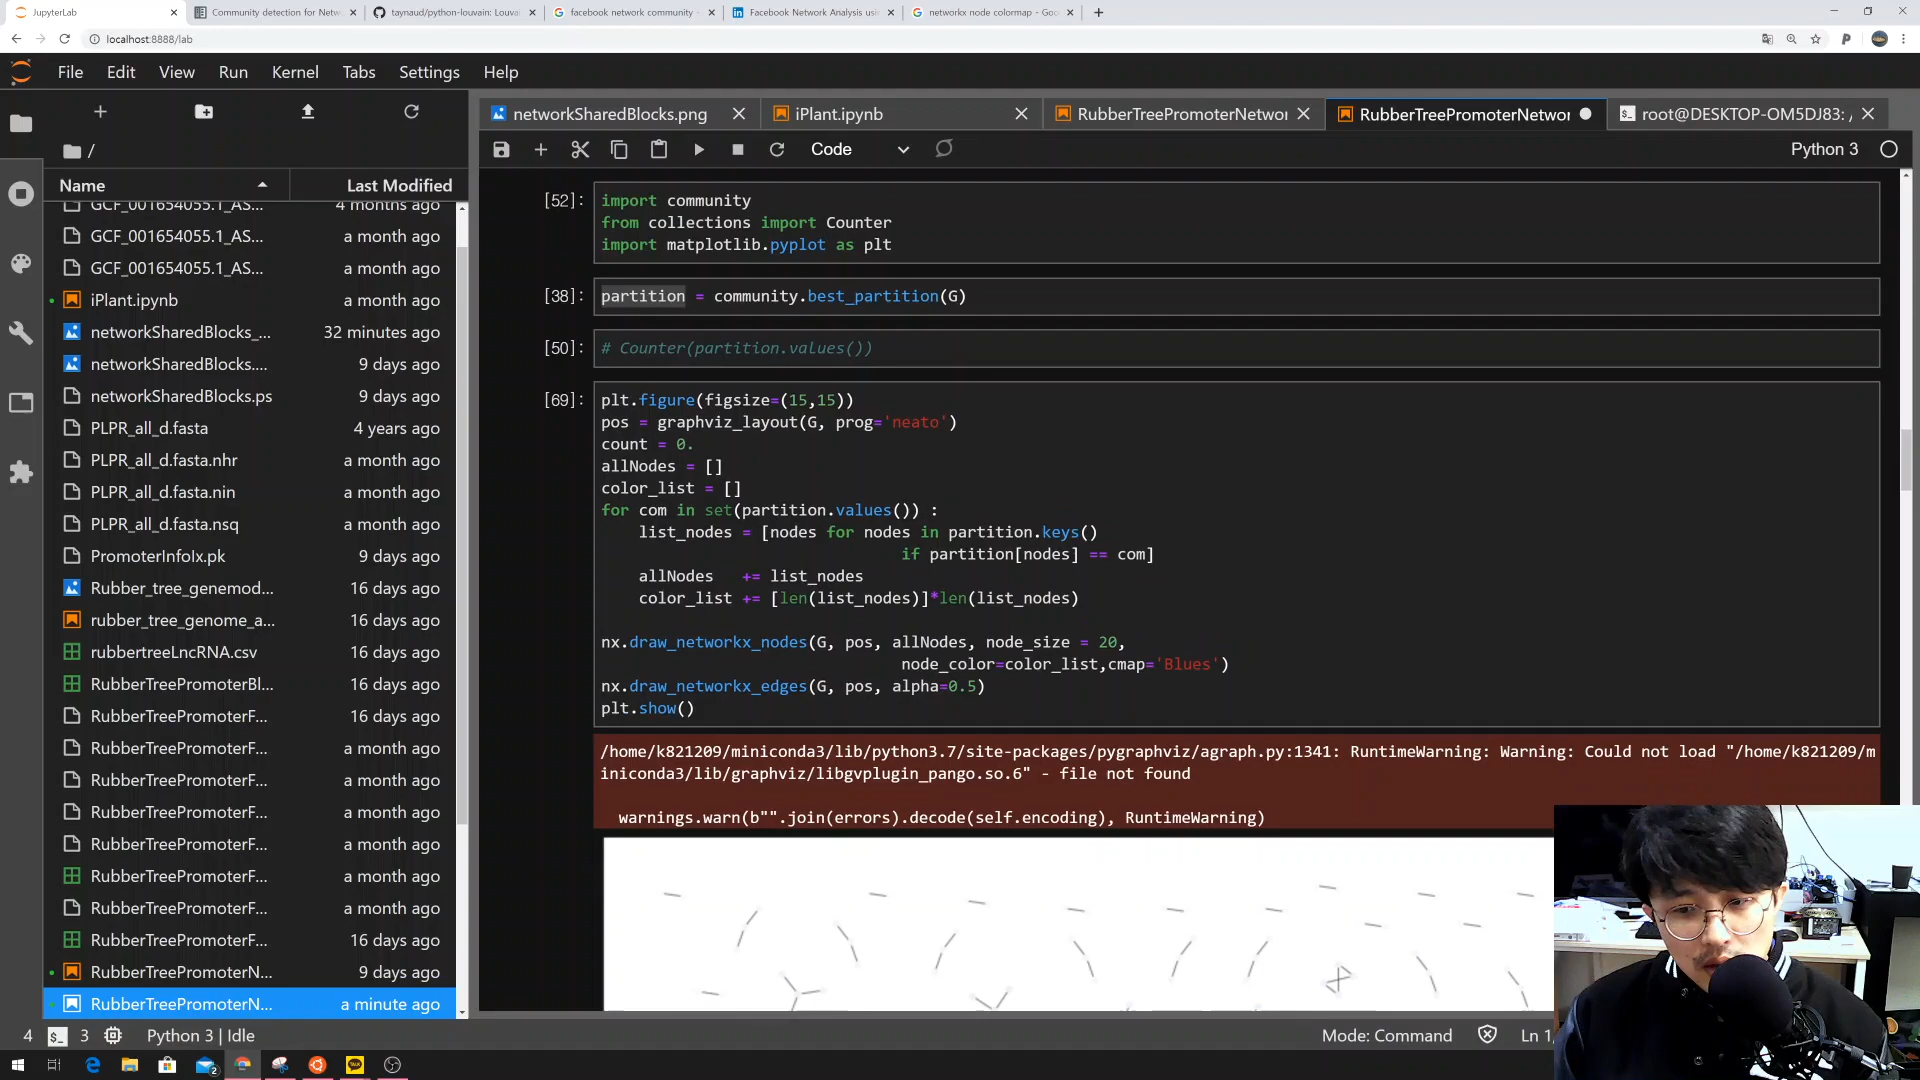 JupyterLab
Community detection for Netw
taynaud/python-louvain: Louva
facebook network community -
Facebook Network Analysis usi
networkx node colormap - Goo
localhost:8888/lab
File Edit View Run Kernel Tabs Settings Help
networkSharedBlocks.png
iPlant.ipynb
RubberTreePromoterNetwor
RubberTreePromoterNetwor
root@DESKTOP-OM5DJ83: /
/
Code
Python 3
Name Last Modified
GCF_001654055.1_AS... 4 months ago
GCF_001654055.1_AS... a month ago
GCF_001654055.1_AS... a month ago
iPlant.ipynb a month ago
networkSharedBlocks_... 32 minutes ago
networkSharedBlocks.... 9 days ago
networkSharedBlocks.ps 9 days ago
PLPR_all_d.fasta 4 years ago
PLPR_all_d.fasta.nhr a month ago
PLPR_all_d.fasta.nin a month ago
PLPR_all_d.fasta.nsq a month ago
PromoterInfoIx.pk 9 days ago
Rubber_tree_genemod... 16 days ago
rubber_tree_genome_a... 16 days ago
rubbertreeLncRNA.csv 16 days ago
RubberTreePromoterBl... 16 days ago
RubberTreePromoterF... 16 days ago
RubberTreePromoterF... a month ago
RubberTreePromoterF... a month ago
RubberTreePromoterF... a month ago
RubberTreePromoterF... a month ago
RubberTreePromoterF... a month ago
RubberTreePromoterF... a month ago
RubberTreePromoterF... 16 days ago
RubberTreePromoterN... 9 days ago
RubberTreePromoterN... a minute ago
[52]: import community
from collections import Counter
import matplotlib.pyplot as plt
[38]: partition = community.best_partition(G)
[50]: # Counter(partition.values())
[69]: plt.figure(figsize=(15,15))
pos = graphviz_layout(G, prog='neato')
count = 0.
allNodes = []
color_list = []
for com in set(partition.values()) :
list_nodes = [nodes for nodes in partition.keys()
if partition[nodes] == com]
allNodes += list_nodes
color_list += [len(list_nodes)]*len(list_nodes)
nx.draw_networkx_nodes(G, pos, allNodes, node_size = 20,
node_color=color_list,cmap='Blues')
nx.draw_networkx_edges(G, pos, alpha=0.5)
plt.show()
/home/k821209/miniconda3/lib/python3.7/site-packages/pygraphviz/agraph.py:1341: RuntimeWarning: Warning: Could not load "/home/k821209/m
iniconda3/lib/graphviz/libgvplugin_pango.so.6" - file not found
warnings.warn(b"".join(errors).decode(self.encoding), RuntimeWarning)
4 3 Python 3 | Idle
Mode: Command Ln 1,